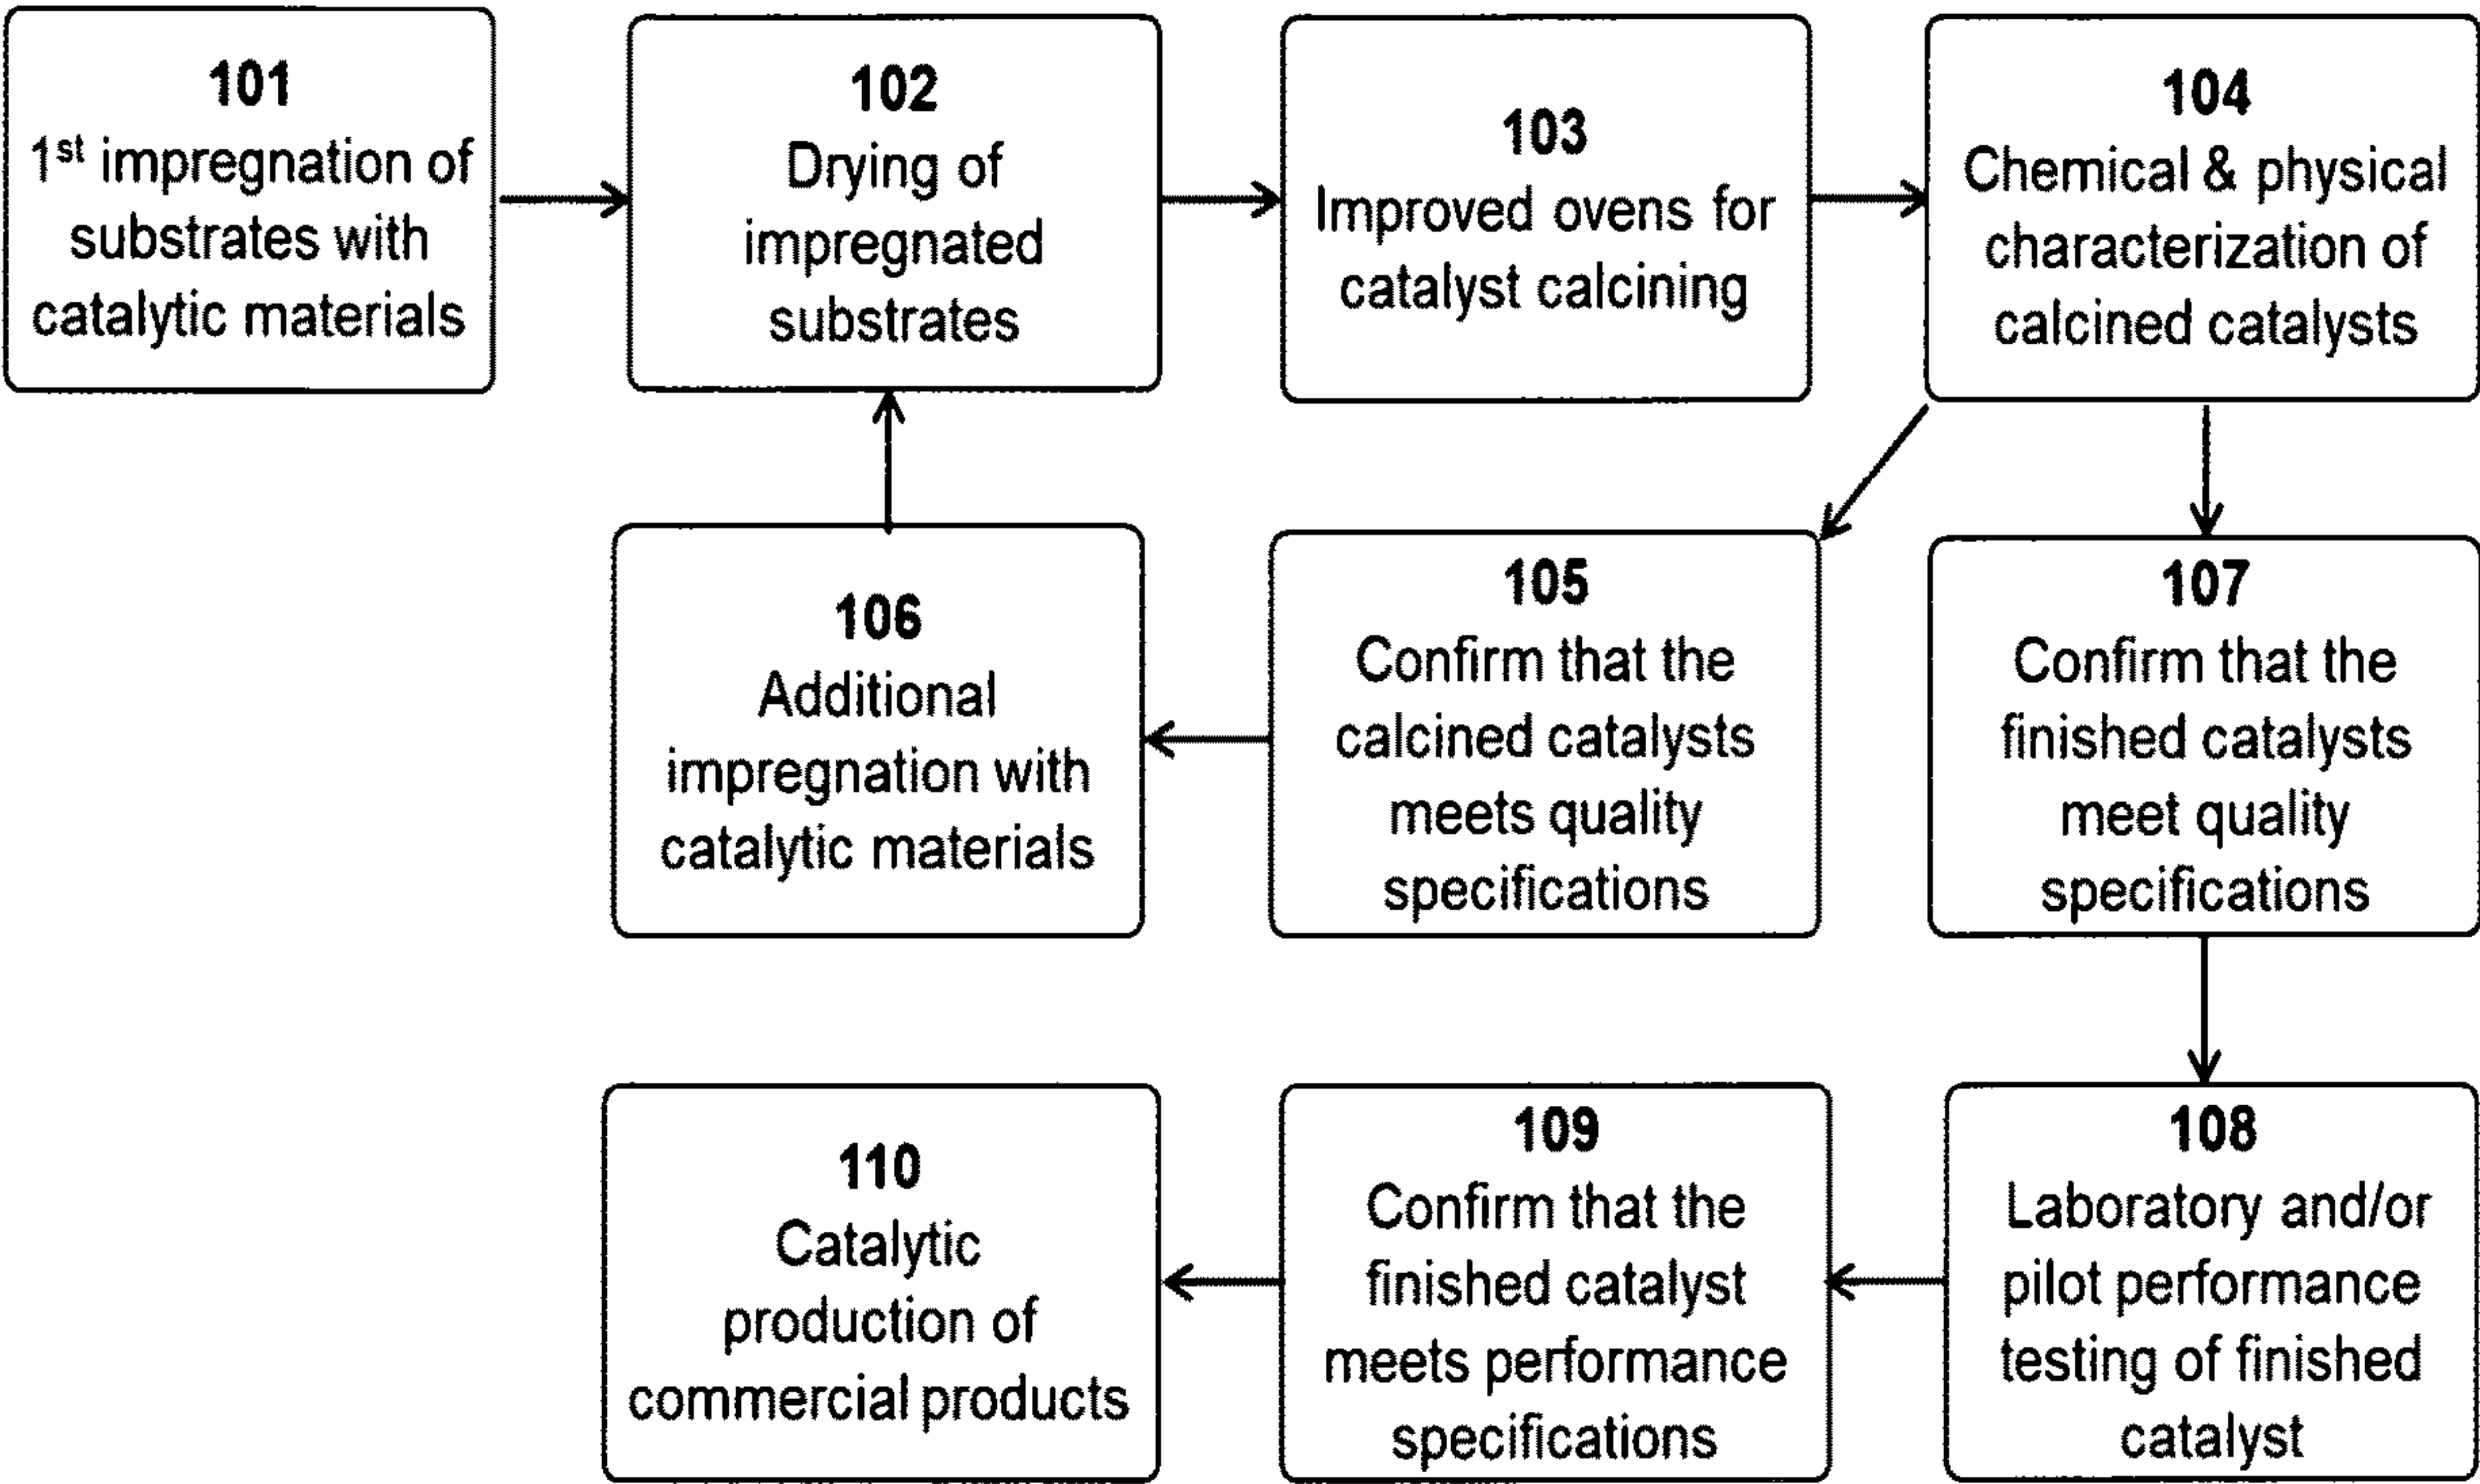 101
1st impregnation of
substrates with
catalytic materials
102
Drying of
impregnated
substrates
103
Improved ovens for
catalyst calcining
104
Chemical & physical
characterization of
calcined catalysts
105
Confirm that the
calcined catalysts
meets quality
specifications
106
Additional
impregnation with
catalytic materials
107
Confirm that the
finished catalysts
meet quality
specifications
108
Laboratory and/or
pilot performance
testing of finished
catalyst
109
Confirm that the
finished catalyst
meets performance
specifications
110
Catalytic
production of
commercial products